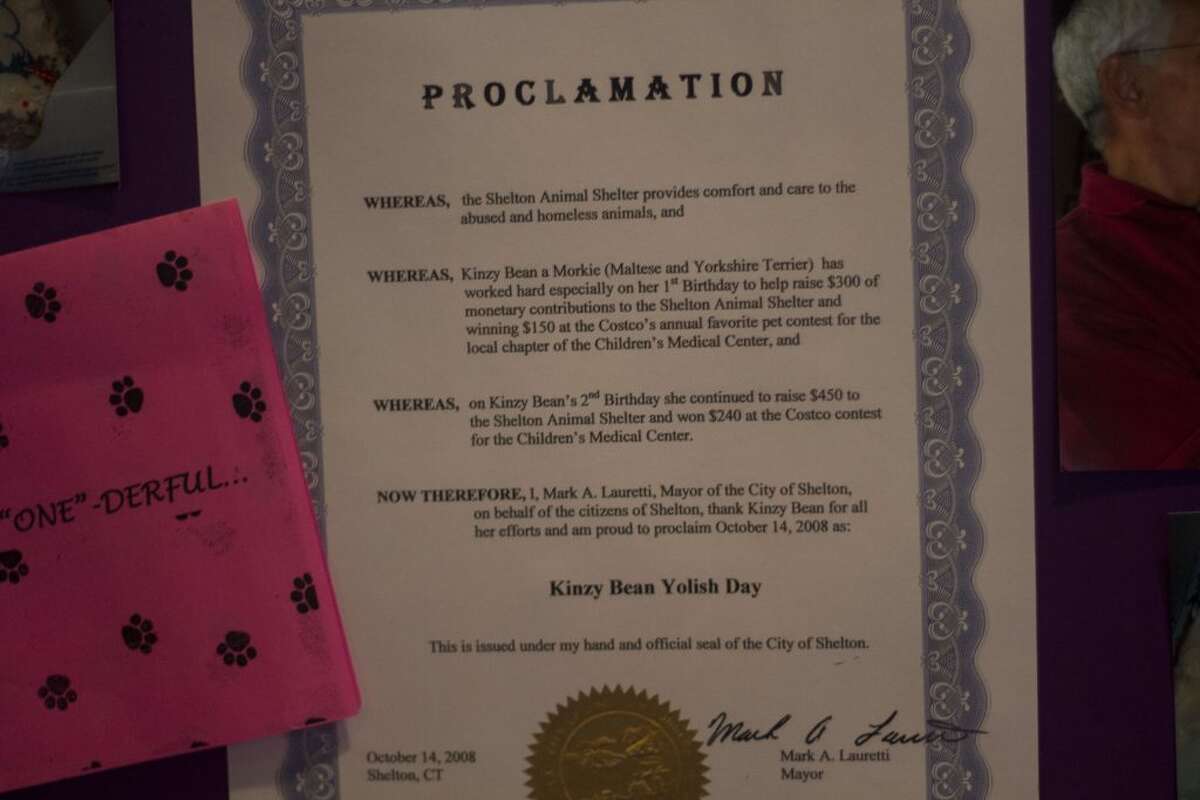 PROCLAMATION
WHEREAS, the Shelton Animal Shelter provides comfort and care to the
abused and homeless animals, and
WHEREAS, Kinzy Bean a Morkie (Maltese and Yorkshire Terrier) has
worked hard especially on her 1st Birthday to help raise $300 of
monetary contributions to the Shelton Animal Shelter and
winning $150 at the Costco's annual favorite pet contest for the
local chapter of the Children's Medical Center, and
WHEREAS, on Kinzy Bean's 2nd Birthday she continued to raise $450 to
the Shelton Animal Shelter and won $240 at the Costco contest
for the Children's Medical Center.
NOW THEREFORE, I, Mark A. Lauretti, Mayor of the City of Shelton,
on behalf of the citizens of Shelton, thank Kinzy Bean for all
her efforts and am proud to proclaim October 14, 2008 as:
Kinzy Bean Yolish Day
This is issued under my hand and official seal of the City of Shelton.
Mark A Lauretti
October 14, 2008
Shelton, CT
Mark A. Lauretti
Mayor
"ONE"-DERFUL...